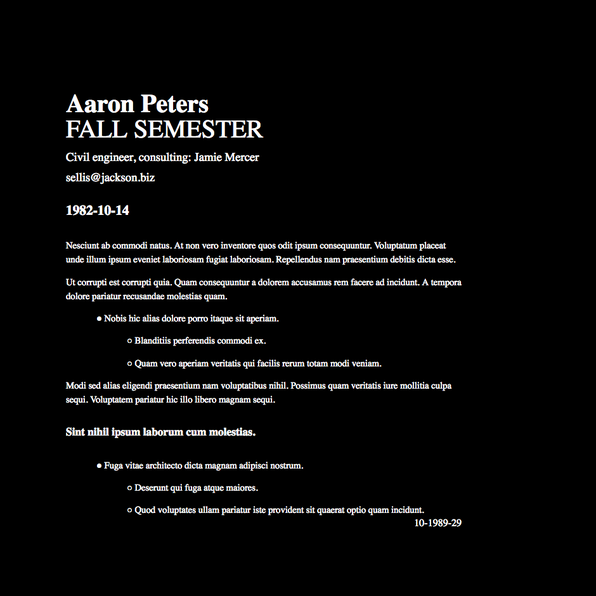 Aaron Peters
FALL SEMESTER
Civil engineer, consulting: Jamie Mercer
sellis@jackson.biz
1982-10-14
Nesciunt ab commodi natus. At non vero inventore quos odit ipsum consequuntur. Voluptatum placeat
unde illum ipsum eveniet laboriosam fugiat laboriosam. Repellendus nam praesentium debitis dicta esse.
Ut corrupti est corrupti quia. Quam consequuntur a dolorem accusamus rem facere ad incidunt. A tempora
dolore pariatur recusandae molestias quam.
● Nobis hic alias dolore porro itaque sit aperiam.
○ Blanditiis perferendis commodi ex.
○ Quam vero aperiam veritatis qui facilis rerum totam modi veniam.
Modi sed alias eligendi praesentium nam voluptatibus nihil. Possimus quam veritatis iure mollitia culpa
sequi. Voluptatem pariatur hic illo libero magnam sequi.
Sint nihil ipsum laborum cum molestias.
● Fuga vitae architecto dicta magnam adipisci nostrum.
○ Deserunt qui fuga atque maiores.
○ Quod voluptates ullam pariatur iste provident sit quaerat optio quam incidunt.
10-1989-29